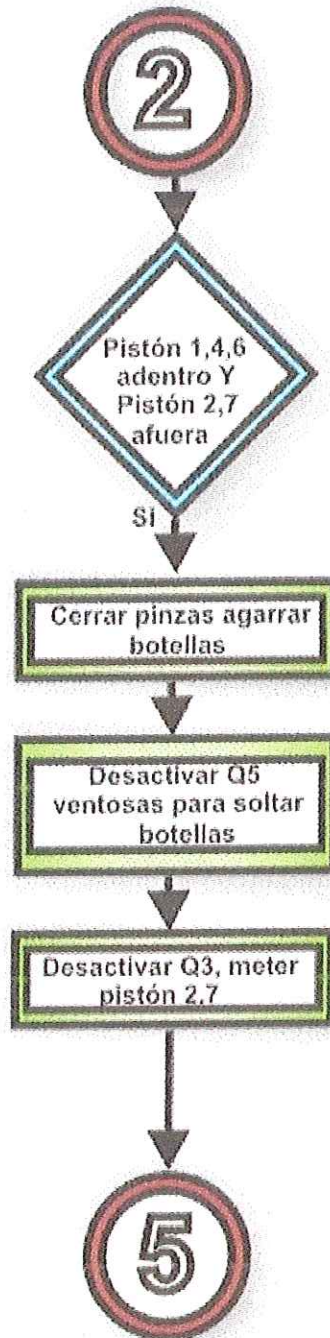 2
Pistón 1,4,6
adentro Y
Pistón 2,7
afuera
SI
Cerrar pinzas agarrar
botellas
Desactivar Q5
ventosas para soltar
botellas
Desactivar Q3, meter
pistón 2,7
5